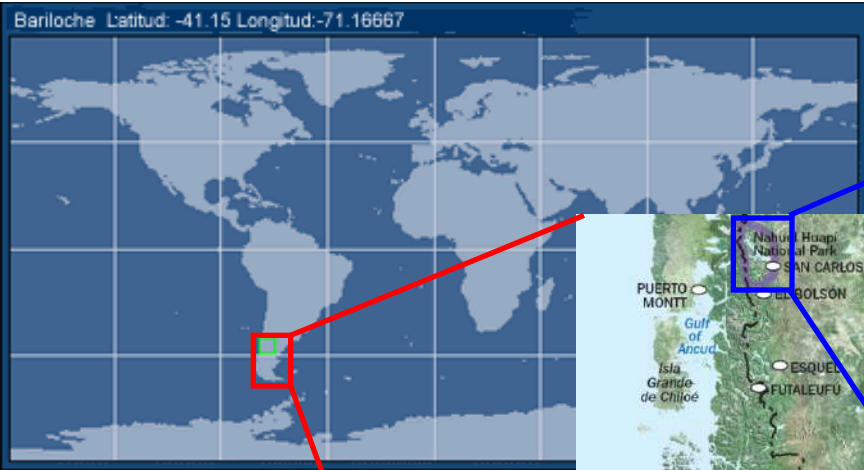 Bariloche Latitud: -41.15 Longitud:-71.16667
Nahuel Huapi
National Park
SAN CARLOS
PUERTO
MONTT
EL BOLSÓN
Gulf
of
Ancud
ESQUEL
Isla
Grande
de Chiloé
FUTALEUFÚ